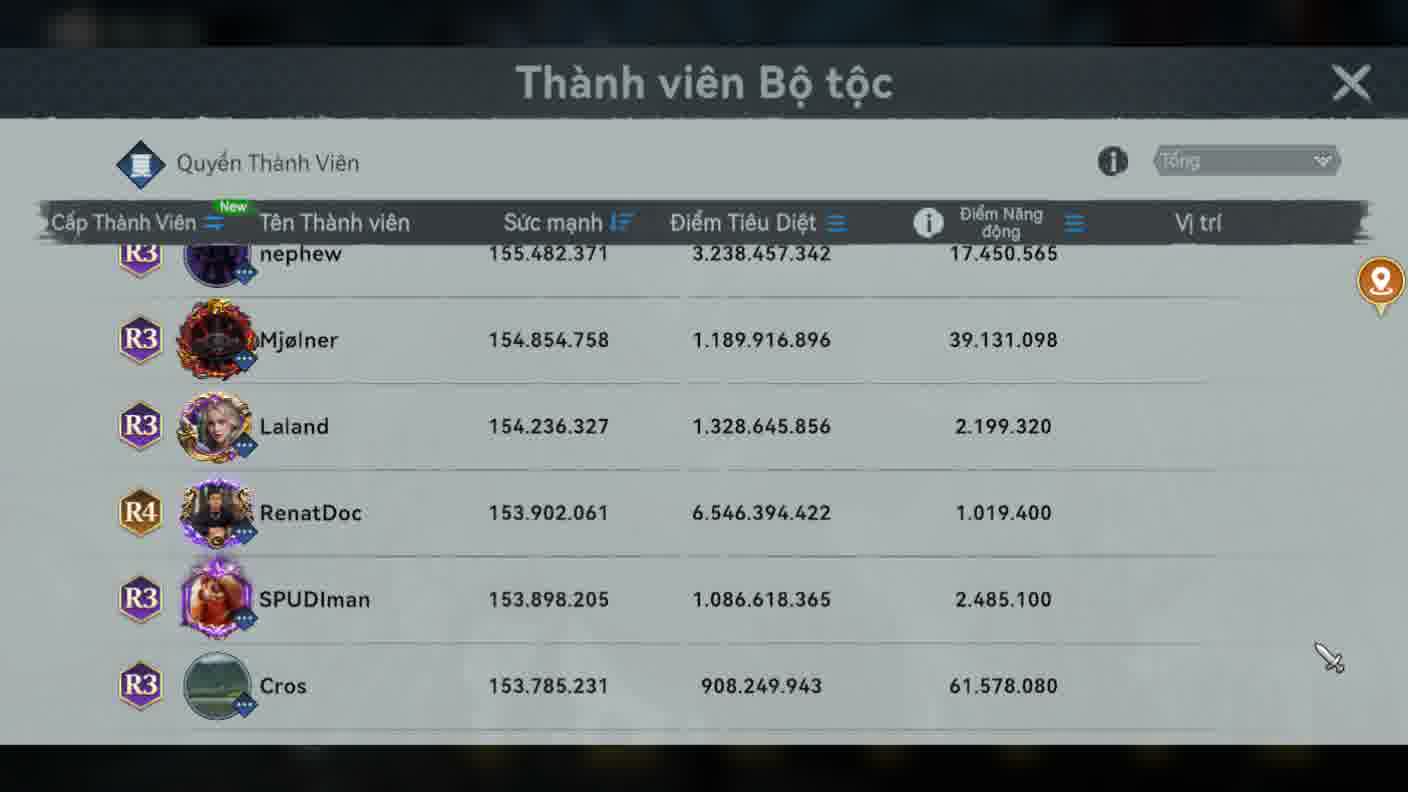 Thành viên Bộ tộc
Quyển Thành Viên
Tổng
New
Cấp Thành Viên Tên Thành viên Sức mạnh Điểm Tiêu Diệt Điểm Năng động Vị trí
R3 nephew 155.482.371 3.238.457.342 17.450.565
R3 Mjølner 154.854.758 1.189.916.896 39.131.098
R3 Laland 154.236.327 1.328.645.856 2.199.320
R4 RenatDoc 153.902.061 6.546.394.422 1.019.400
R3 SPUDIman 153.898.205 1.086.618.365 2.485.100
R3 Cros 153.785.231 908.249.943 61.578.080